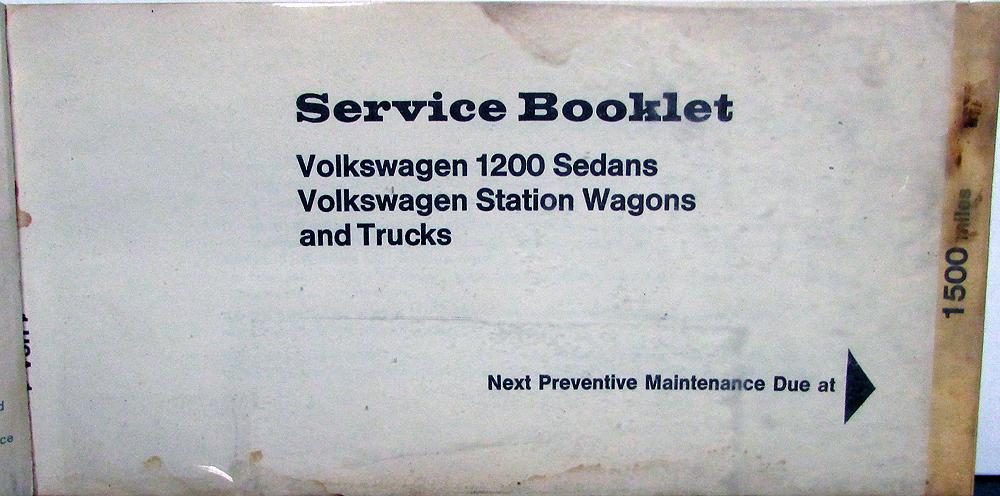 Service Booklet
Volkswagen 1200 Sedans
Volkswagen Station Wagons
and Trucks
Next Preventive Maintenance Due at
1500 miles